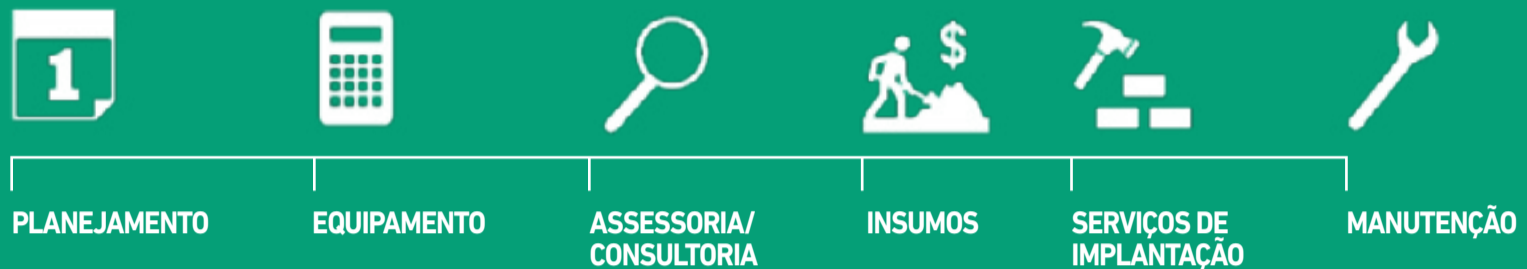 1
$
PLANEJAMENTO
EQUIPAMENTO
ASSESSORIA/
CONSULTORIA
INSUMOS
SERVIÇOS DE
IMPLANTAÇÃO
MANUTENÇÃO